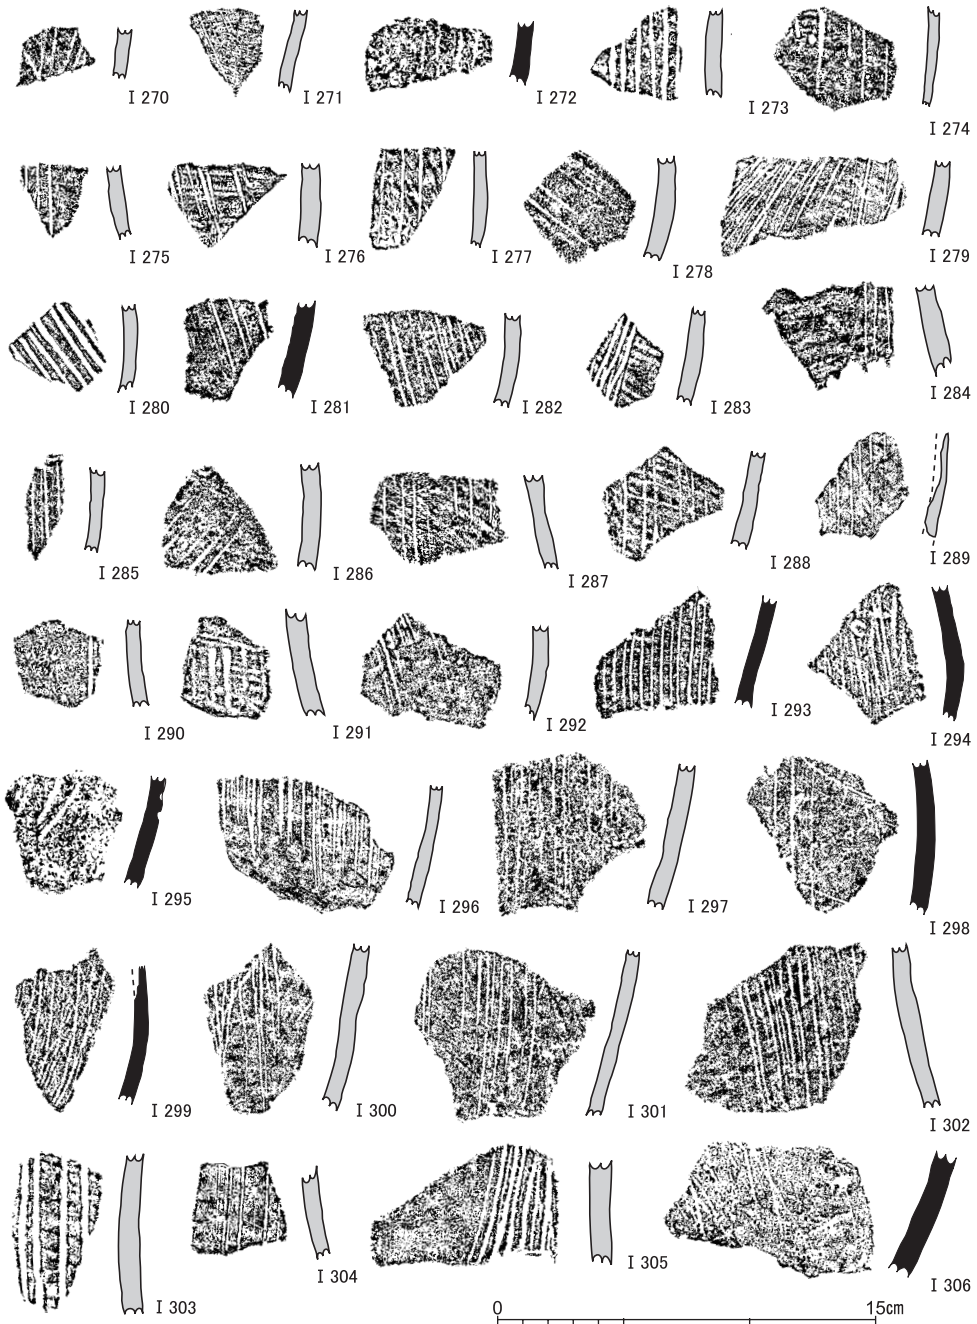 I 270 I 271 I 272 I 273 I 274
I 275 I 276 I 277 I 278 I 279
I 280 I 281 I 282 I 283 I 284
I 285 I 286 I 287 I 288 I 289
I 290 I 291 I 292 I 293 I 294
I 295 I 296 I 297 I 298
I 299 I 300 I 301 I 302
I 303 I 304 I 305 I 306
0 15cm